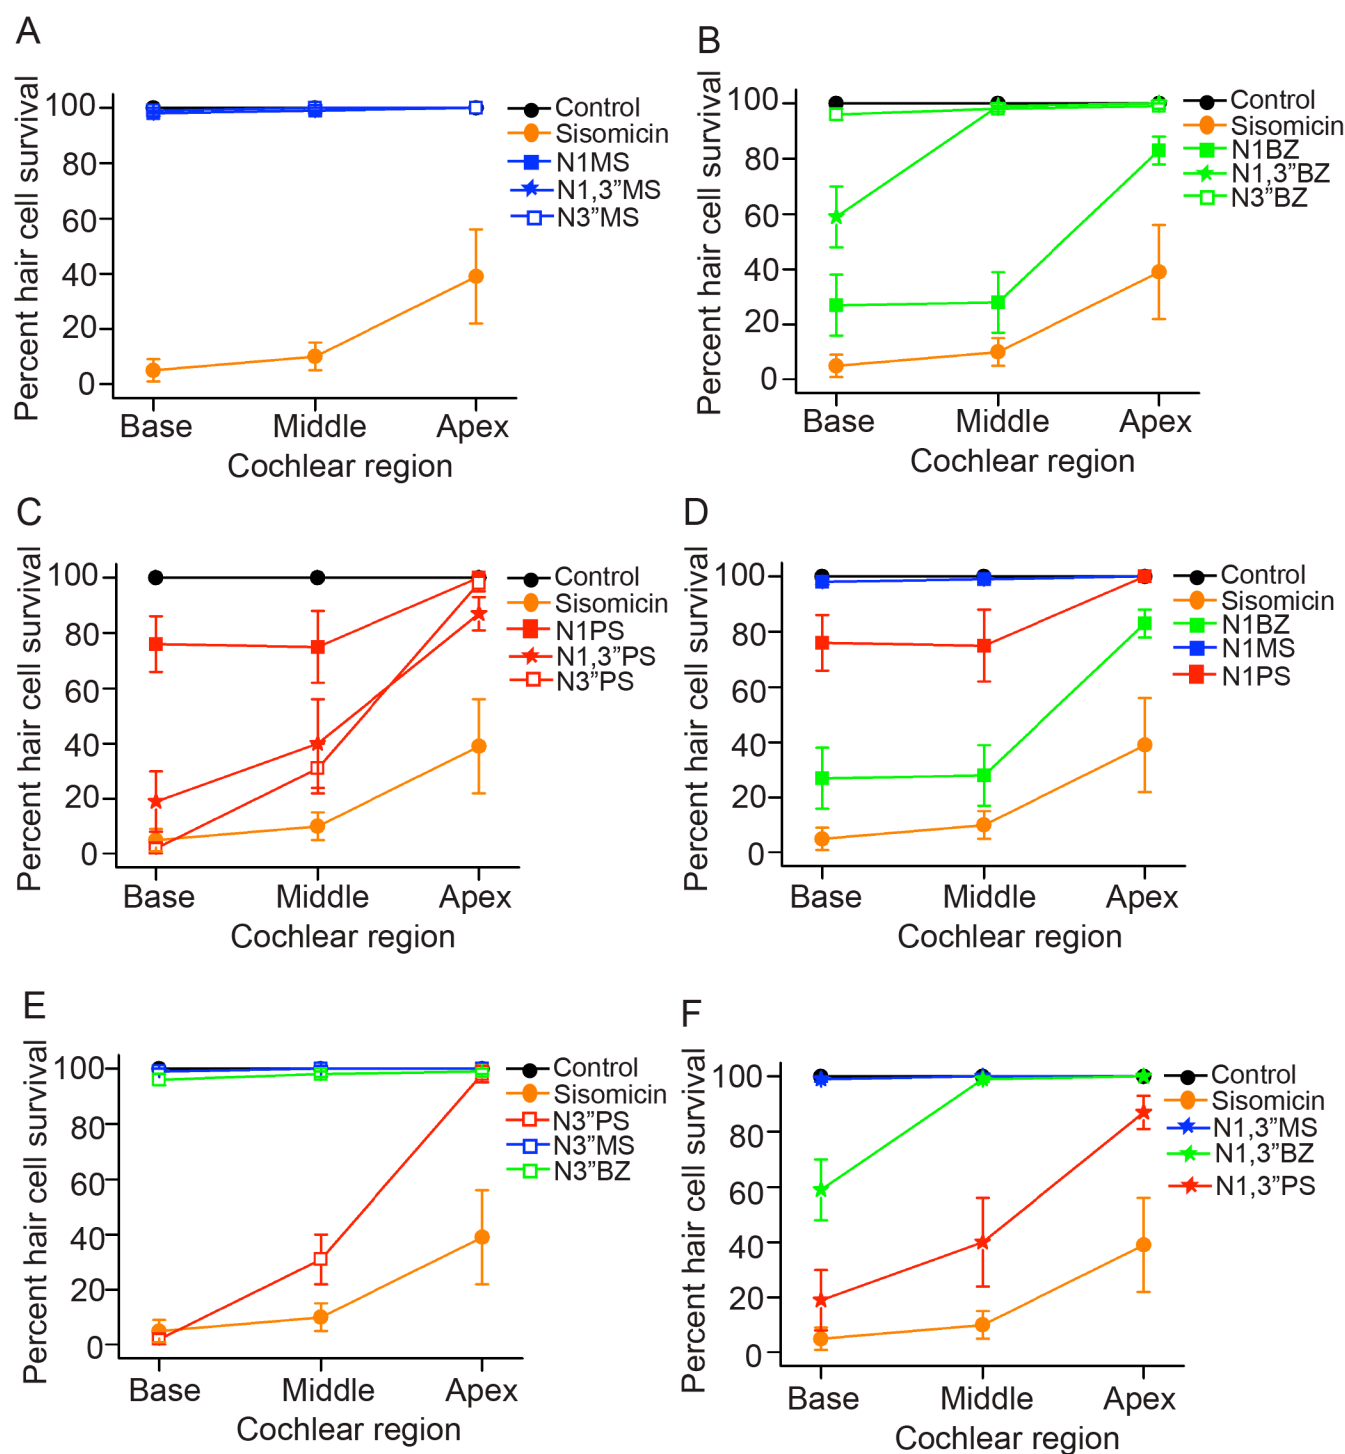 A
Percent hair cell survival
100
80
60
40
20
0
Base Middle Apex
Cochlear region
Control
Sisomicin
N1MS
N1,3”MS
N3”MS
B
Percent hair cell survival
100
80
60
40
20
0
Base Middle Apex
Cochlear region
Control
Sisomicin
N1BZ
N1,3”BZ
N3”BZ
C
Percent hair cell survival
100
80
60
40
20
0
Base Middle Apex
Cochlear region
Control
Sisomicin
N1PS
N1,3”PS
N3”PS
D
Percent hair cell survival
100
80
60
40
20
0
Base Middle Apex
Cochlear region
Control
Sisomicin
N1BZ
N1MS
N1PS
E
Percent hair cell survival
100
80
60
40
20
0
Base Middle Apex
Cochlear region
Control
Sisomicin
N3”PS
N3”MS
N3”BZ
F
Percent hair cell survival
100
80
60
40
20
0
Base Middle Apex
Cochlear region
Control
Sisomicin
N1,3”MS
N1,3”BZ
N1,3”PS